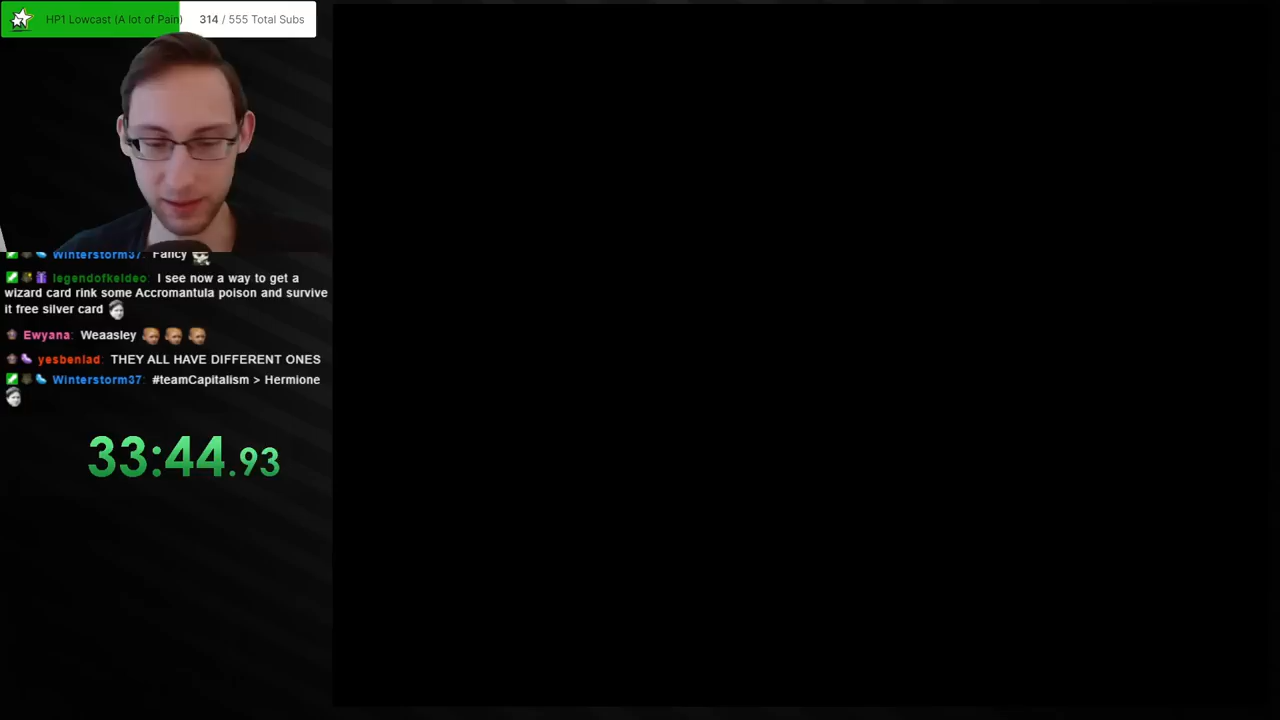 HP1 Lowcast (A lot of Pain) 314 / 555 Total Subs
Winterstorm37: Fancy
legendofkeldeo: I see now a way to get a
wizard card rink some Accromantula poison and survive
it free silver card
Ewyana: Weaasley
yesbenlad: THEY ALL HAVE DIFFERENT ONES
Winterstorm37: #teamCapitalism > Hermione
33:44.93